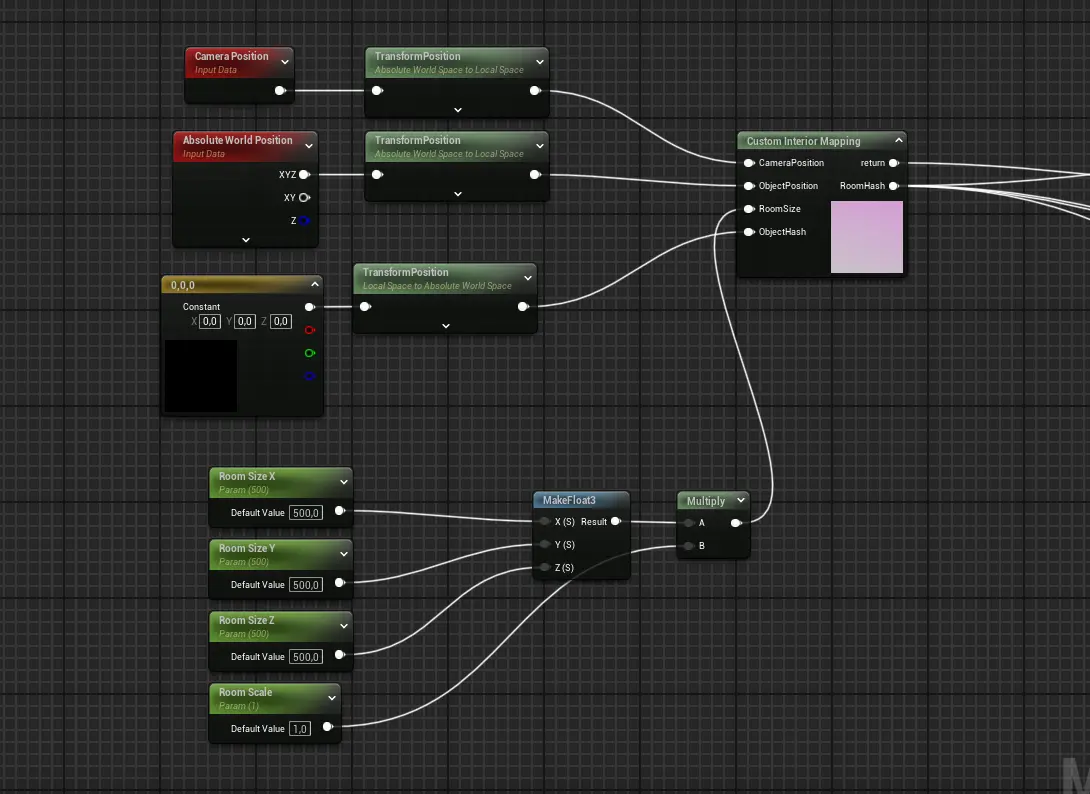 Camera Position
Input Data
TransformPosition
Absolute World Space to Local Space
Absolute World Position
Input Data
XYZ
XY
Z
TransformPosition
Absolute World Space to Local Space
Custom Interior Mapping
CameraPosition return
ObjectPosition RoomHash
RoomSize
ObjectHash
0,0,0
Constant
X 0,0 Y 0,0 Z 0,0
TransformPosition
Local Space to Absolute World Space
Room Size X
Param (500)
Default Value 500,0
Room Size Y
Param (500)
Default Value 500,0
Room Size Z
Param (500)
Default Value 500,0
Room Scale
Param (1)
Default Value 1,0
MakeFloat3
X (S) Result
Y (S)
Z (S)
Multiply
A
B